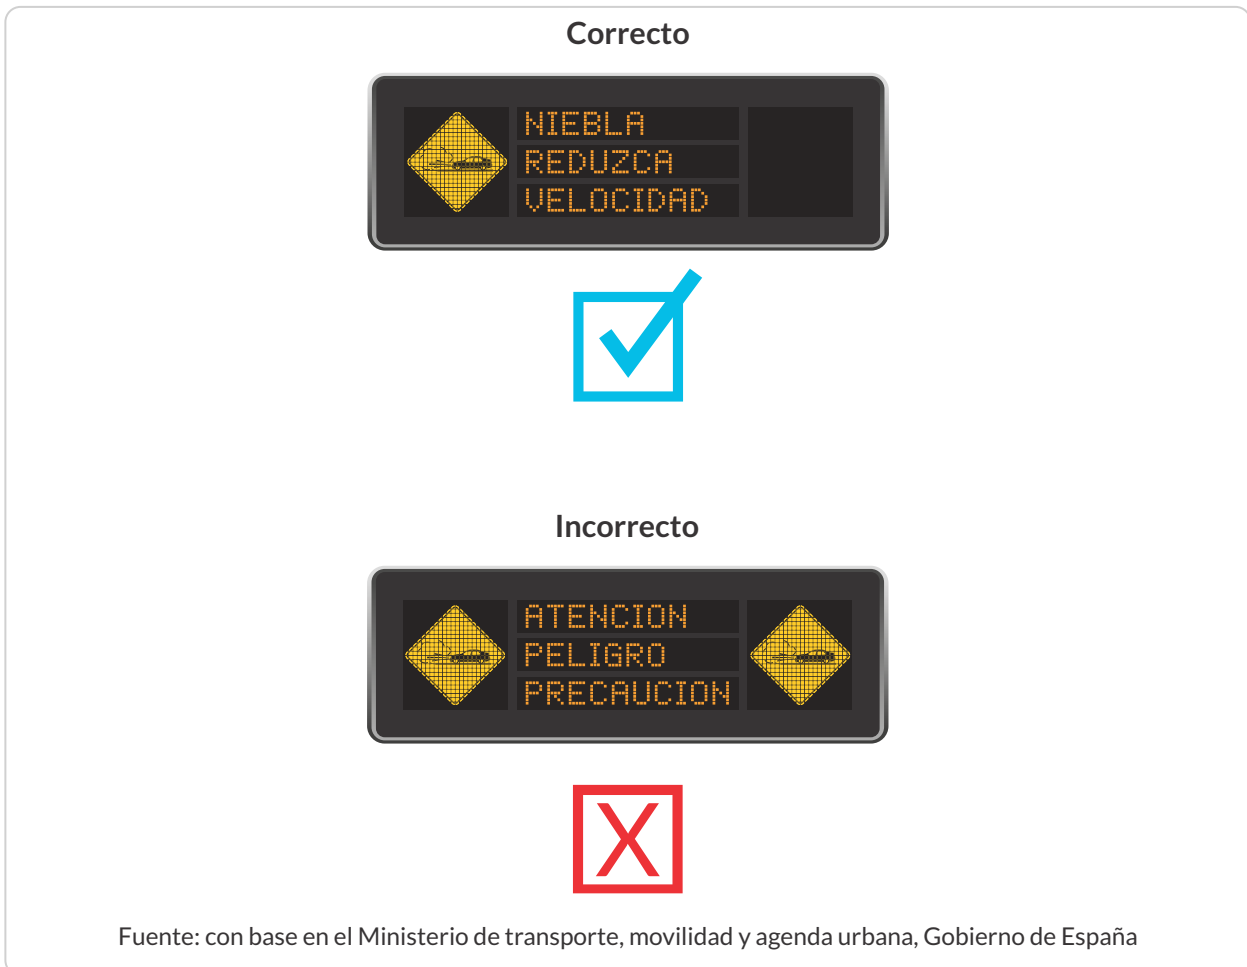 Correcto
NIEBLA
REDUZCA
VELOCIDAD
Incorrecto
ATENCION
PELIGRO
PRECAUCION
X
Fuente: con base en el Ministerio de transporte, movilidad y agenda urbana, Gobierno de España